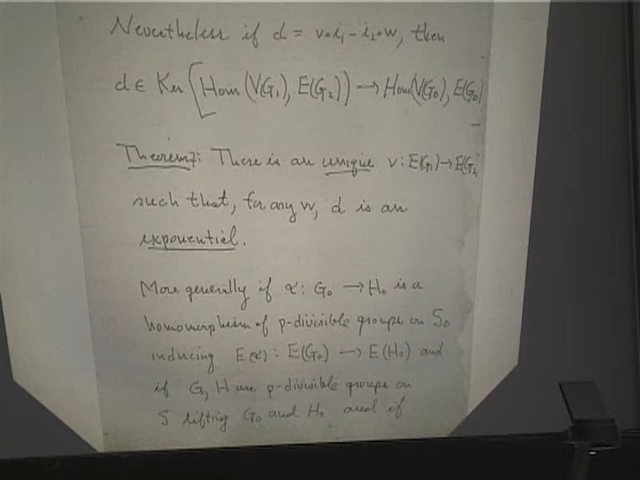 Nevertheless if d = v∘i₁ - i₂∘w, then
d ∈ Ker [Hom (V(G₁), E(G₂)) → Hom(V(G₀), E(G₀)
Theorem: There is an unique v: E(G₁) → E(G₂
such that, for any w, d is an
exponentiel.
More generally if α: G₀ → H₀ is a
homomorphism of p-divisible groups on S₀
inducing E(α): E(G₀) → E(H₀) and
if G, H are p-divisible groups on
S lifting G₀ and H₀ and if